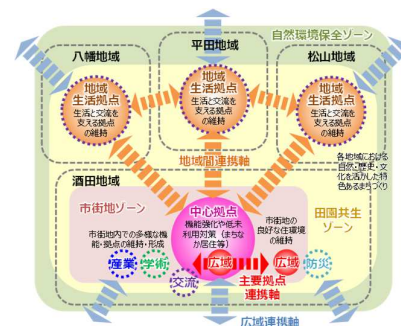 自然環境保全ゾーン
八幡地域
平田地域
松山地域
地域
生活拠点
生活と交流を
支える拠点
の維持
地域
生活拠点
生活と交流を
支える拠点
の維持
地域
生活拠点
生活と交流を
支える拠点
の維持
地域間連携軸
各地域における
自然・歴史・文
化を活かした特
色あるまちづくり
酒田地域
市街地ゾーン
中心拠点
機能強化や低未
利用対策(まちな
か居住等)
田園共生
ゾーン
市街地内での多様な機
能・拠点の維持・形成
市街地の
良好な住環境
の維持
産業
学術
交流
広域
広域
防災
主要拠点
連携軸
広域連携軸